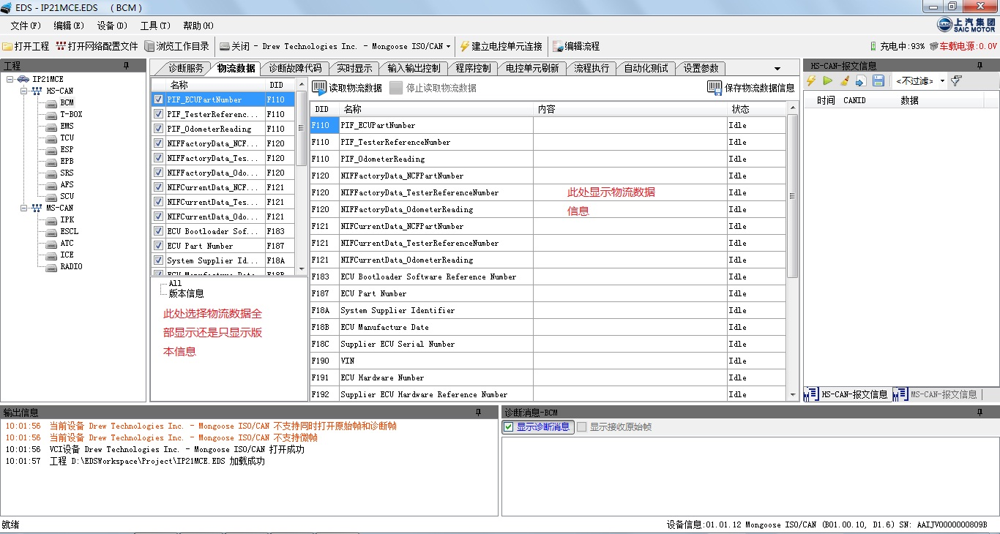 EDS - IP21MCE.EDS （BCM）
文件(F) 编辑(E) 设备(D) 工具(T) 帮助(H)
上汽集团
SAIC MOTOR
打开工程 打开网络配置文件 浏览工作目录 关闭 - Drew Technologies Inc. - Mongoose ISO/CAN 建立电控单元连接 编辑流程 充电中:93% 车载电源:0.0V
工程
IP21MCE
HS-CAN
BCM
T-BOX
EMS
TCU
ESP
EPB
SRS
AFS
SCU
MS-CAN
IPK
ESCL
ATC
ICE
RADIO
诊断服务 物流数据 诊断故障代码 实时显示 输入输出控制 程序控制 电控单元刷新 流程执行 自动化测试 设置参数
名称 DID
PIF_ECUPartNumber F110
PIF_TesterReferenc... F110
PIF_OdometerReading F110
NIFFactoryData_NCF... F120
NIFFactoryData_Tes... F120
NIFFactoryData_Odo... F120
NIFCurrentData_NCF... F121
NIFCurrentData_Tes... F121
NIFCurrentData_Odo... F121
ECU Bootloader Sof... F183
ECU Part Number F187
System Supplier Id... F18A
ECU Manufacture Date F18B
All
版本信息
此处选择物流数据全
部显示还是只显示版
本信息
读取物流数据 停止读取物流数据 保存物流数据信息
DID 名称 内容 状态
F110 PIF_ECUPartNumber Idle
F110 PIF_TesterReferenceNumber Idle
F110 PIF_OdometerReading Idle
F120 NIFFactoryData_NCFPartNumber Idle
F120 NIFFactoryData_TesterReferenceNumber Idle
F120 NIFFactoryData_OdometerReading Idle
F121 NIFCurrentData_NCFPartNumber Idle
F121 NIFCurrentData_TesterReferenceNumber Idle
F121 NIFCurrentData_OdometerReading Idle
F183 ECU Bootloader Software Reference Number Idle
F187 ECU Part Number Idle
F18A System Supplier Identifier Idle
F18B ECU Manufacture Date Idle
F18C Supplier ECU Serial Number Idle
F190 VIN Idle
F191 ECU Hardware Number Idle
F192 Supplier ECU Hardware Reference Number Idle
此处显示物流数据
信息
HS-CAN-报文信息
<不过滤>
时间 CANID 数据
HS-CAN-报文信息 MS-CAN-报文信息
输出信息
10:01:56 当前设备 Drew Technologies Inc. - Mongoose ISO/CAN 不支持同时打开原始帧和诊断帧
10:01:56 当前设备 Drew Technologies Inc. - Mongoose ISO/CAN 不支持微帧
10:01:56 VCI设备 Drew Technologies Inc. - Mongoose ISO/CAN 打开成功
10:01:57 工程 D:\EDSWorkspace\Project\IP21MCE.EDS 加载成功
诊断消息-BCM
显示诊断消息 显示接收原始帧
就绪
设备信息:01.01.12 Mongoose ISO/CAN (B01.00.10, D1.6) SN: AAIJV0000000809B